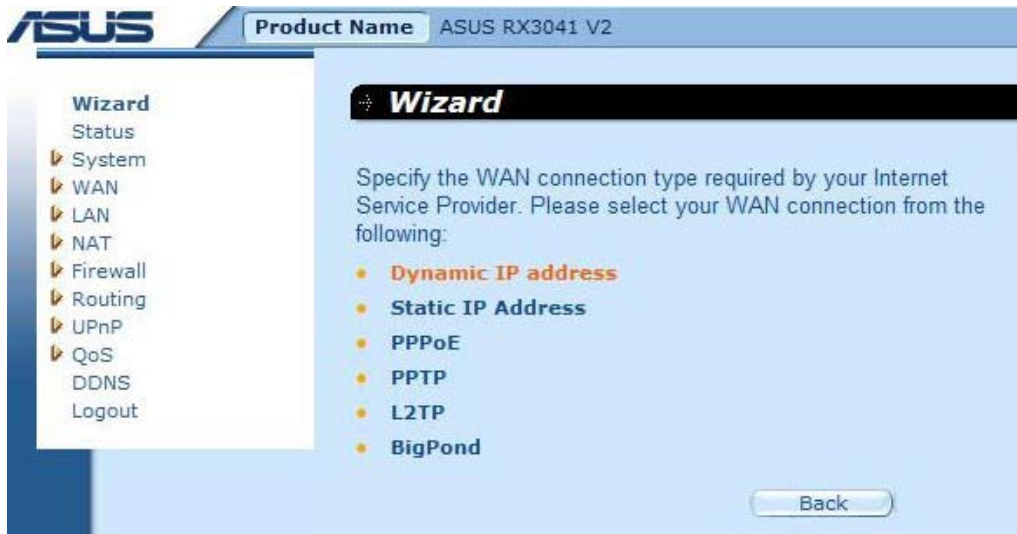 ASUS
Product Name ASUS RX3041 V2
Wizard
Status
System
WAN
LAN
NAT
Firewall
Routing
UPnP
QoS
DDNS
Logout
Wizard
Specify the WAN connection type required by your Internet
Service Provider. Please select your WAN connection from the
following:
Dynamic IP address
Static IP Address
PPPoE
PPTP
L2TP
BigPond
Back